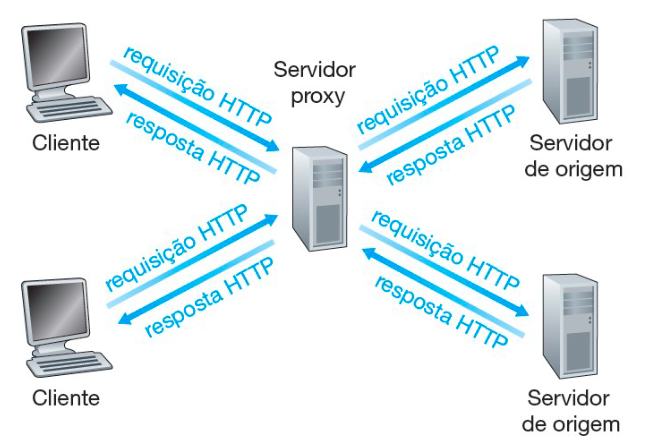 requisição HTTP
resposta HTTP
Cliente
Servidor
proxy
requisição HTTP
resposta HTTP
Servidor
de origem
requisição HTTP
resposta HTTP
Cliente
requisição HTTP
resposta HTTP
Servidor
de origem